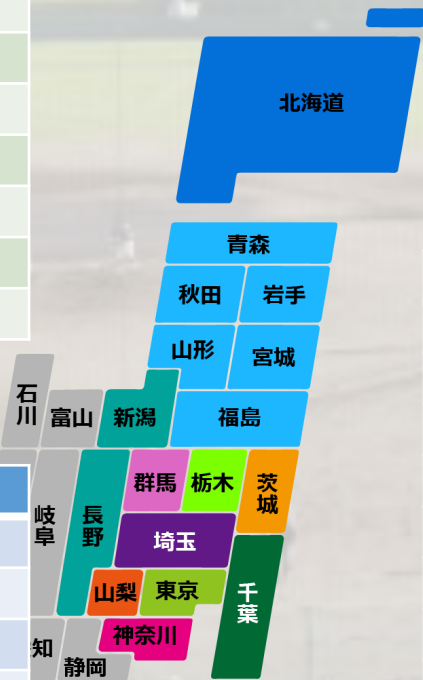 北海道
青森
秋田
岩手
山形
宮城
石川
富山
新潟
福島
岐阜
長野
群馬
栃木
茨城
埼玉
山梨
東京
千葉
神奈川
知
静岡